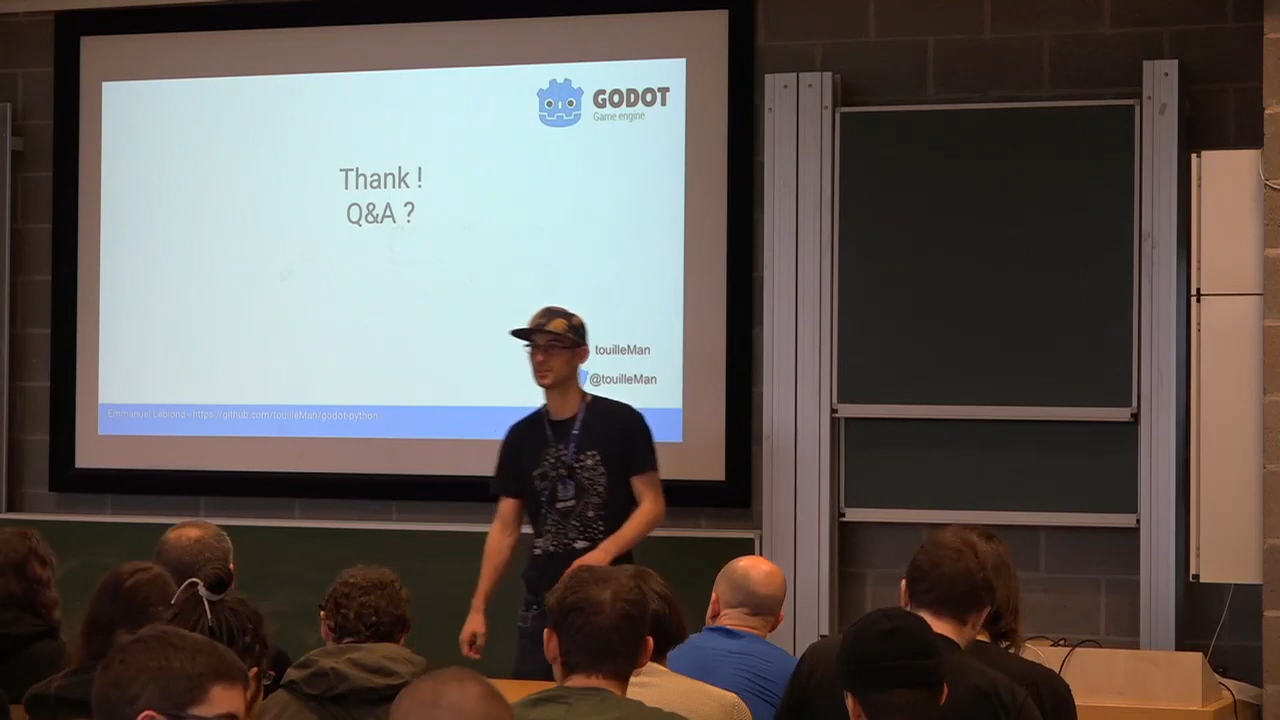 GODOT
Game engine
Thank !
Q&A ?
touilleMan
@touilleMan
Emmanuel Leblond - https://github.com/touilleMan/godot-python